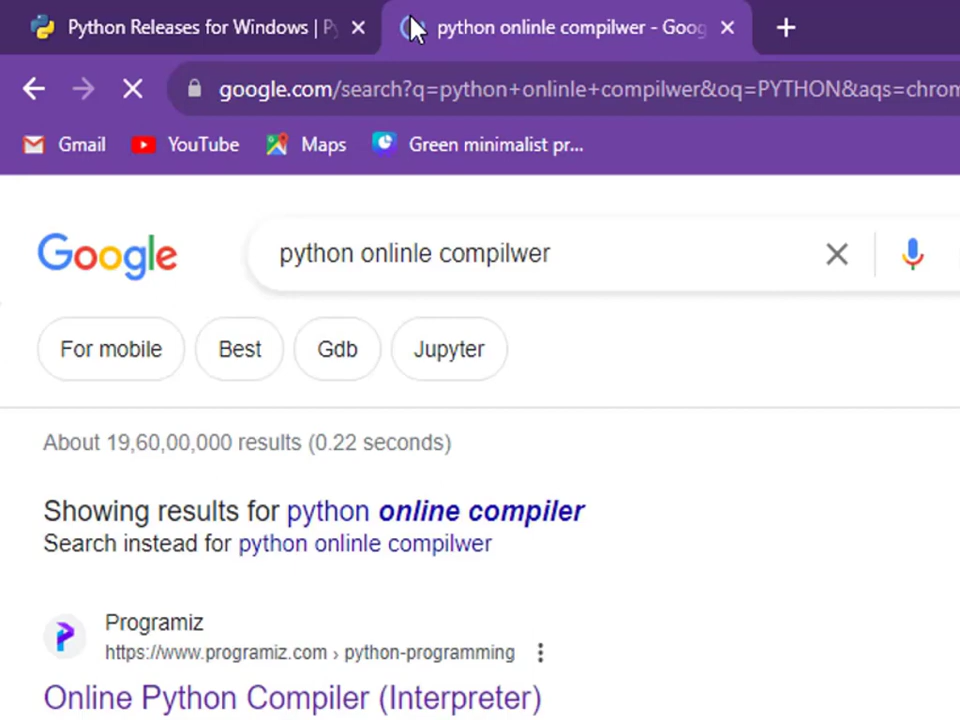 Python Releases for Windows | Py
python onlinle compilwer - Goog
google.com/search?q=python+onlinle+compilwer&oq=PYTHON&aqs=chrom
Gmail
YouTube
Maps
Green minimalist pr...
Google
python onlinle compilwer
For mobile
Best
Gdb
Jupyter
About 19,60,00,000 results (0.22 seconds)
Showing results for python online compiler
Search instead for python onlinle compilwer
Programiz
https://www.programiz.com › python-programming
Online Python Compiler (Interpreter)